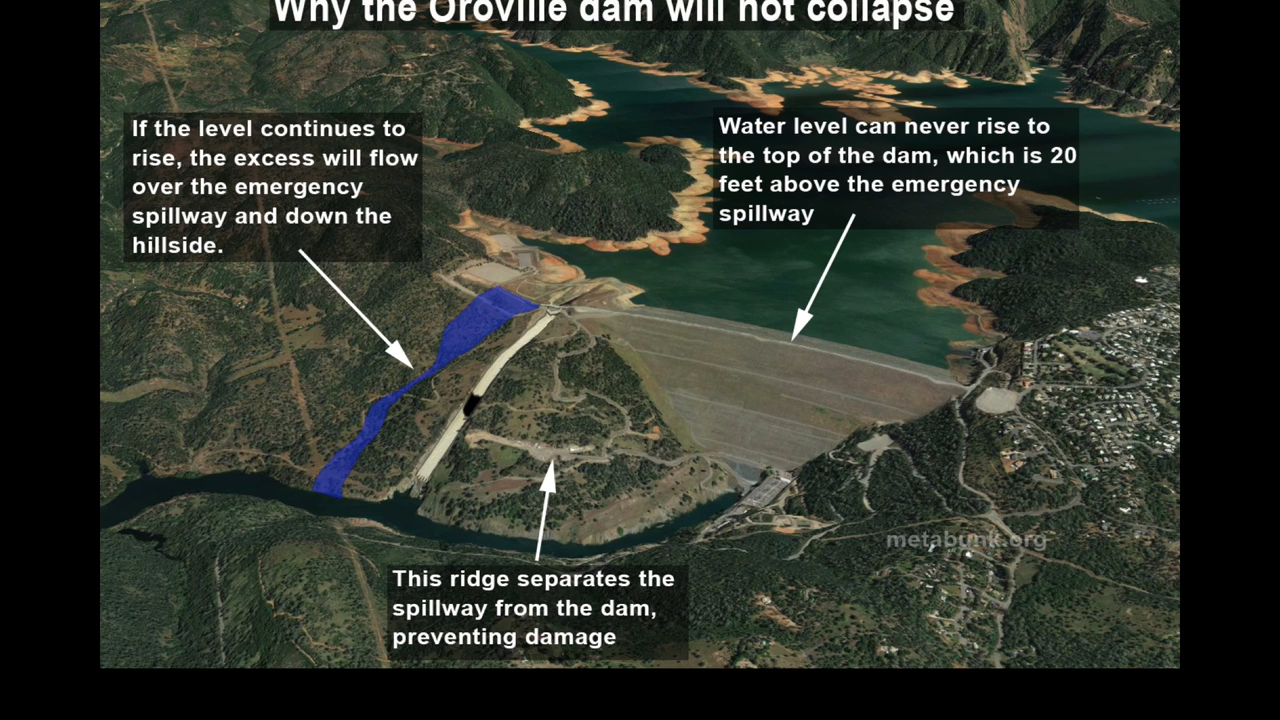 Why the Oroville dam will not collapse
If the level continues to
rise, the excess will flow
over the emergency
spillway and down the
hillside.
Water level can never rise to
the top of the dam, which is 20
feet above the emergency
spillway
This ridge separates the
spillway from the dam,
preventing damage
metabunk.org